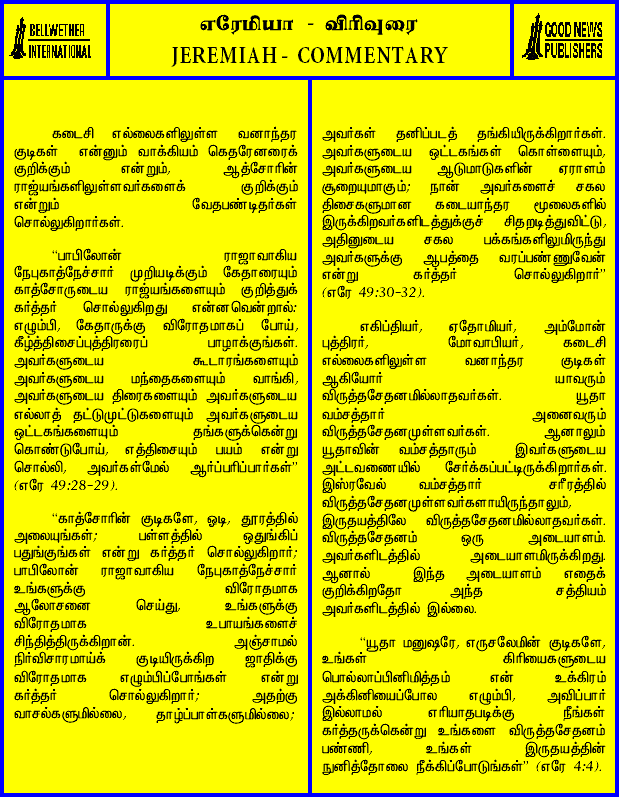 BELLWETHER
INTERNATIONAL
எரேமியா - விரிவுரை
JEREMIAH - COMMENTARY
GOOD NEWS
PUBLISHERS
கடைசி எல்லைகளிலுள்ள வனாந்தர
குடிகள் என்னும் வாக்கியம் கெதரேனரைக்
குறிக்கும் என்றும், ஆத்சோரின்
ராஜ்யங்களிலுள்ளவர்களைக் குறிக்கும்
என்றும் வேதபண்டிதர்கள்
சொல்லுகிறார்கள்.
“பாபிலோன் ராஜாவாகிய
நேபுகாத்நேச்சார் முறியடிக்கும் கேதாரையும்
காத்சோருடைய ராஜ்யங்களையும் குறித்துக்
கர்த்தர் சொல்லுகிறது என்னவென்றால்:
எழும்பி, கேதாருக்கு விரோதமாகப் போய்,
கீழ்த்திசைப்புத்திரரைப் பாழாக்குங்கள்.
அவர்களுடைய கூடாரங்களையும்
அவர்களுடைய மந்தைகளையும் வாங்கி,
அவர்களுடைய திரைகளையும் அவர்களுடைய
எல்லாத் தட்டுமுட்டுகளையும் அவர்களுடைய
ஒட்டகங்களையும் தங்களுக்கென்று
கொண்டுபோய், எத்திசையும் பயம் என்று
சொல்லி, அவர்கள்மேல் ஆர்ப்பரிப்பார்கள்”
(எரே 49:28-29).
“காத்சோரின் குடிகளே, ஓடி, தூரத்தில்
அலையுங்கள்; பள்ளத்தில் ஒதுங்கிப்
பதுங்குங்கள் என்று கர்த்தர் சொல்லுகிறார்;
பாபிலோன் ராஜாவாகிய நேபுகாத்நேச்சார்
உங்களுக்கு விரோதமாக
ஆலோசனை செய்து, உங்களுக்கு
விரோதமாக உபாயங்களைச்
சிந்தித்திருக்கிறான். அஞ்சாமல்
நிர்விசாரமாய்க் குடியிருக்கிற ஜாதிக்கு
விரோதமாக எழும்பிப்போங்கள் என்று
கர்த்தர் சொல்லுகிறார்; அதற்கு
வாசல்களுமில்லை, தாழ்ப்பாள்களுமில்லை;
அவர்கள் தனிப்படத் தங்கியிருக்கிறார்கள்.
அவர்களுடைய ஒட்டகங்கள் கொள்ளையும்,
அவர்களுடைய ஆடுமாடுகளின் ஏராளம்
சூறையுமாகும்; நான் அவர்களைச் சகல
திசைகளுமான கடையாந்தர மூலைகளில்
இருக்கிறவர்களிடத்துக்குச் சிதறடித்துவிட்டு,
அதினுடைய சகல பக்கங்களிலுமிருந்து
அவர்களுக்கு ஆபத்தை வரப்பண்ணுவேன்
என்று கர்த்தர் சொல்லுகிறார்”
(எரே 49:30-32).
எகிப்தியர், ஏதோமியர், அம்மோன்
புத்திரர், மோவாபியர், கடைசி
எல்லைகளிலுள்ள வனாந்தர குடிகள்
ஆகியோர் யாவரும்
விருத்தசேதனமில்லாதவர்கள். யூதா
வம்சத்தார் அனைவரும்
விருத்தசேதனமுள்ளவர்கள். ஆனாலும்
யூதாவின் வம்சத்தாரும் இவர்களுடைய
அட்டவணையில் சேர்க்கப்பட்டிருக்கிறார்கள்.
இஸ்ரவேல் வம்சத்தார் சரீரத்தில்
விருத்தசேதனமுள்ளவர்களாயிருந்தாலும்,
இருதயத்திலே விருத்தசேதனமில்லாதவர்கள்.
விருத்தசேதனம் ஒரு அடையாளம்.
அவர்களிடத்தில் அடையாளமிருக்கிறது.
ஆனால் இந்த அடையாளம் எதைக்
குறிக்கிறதோ அந்த சத்தியம்
அவர்களிடத்தில் இல்லை.
“யூதா மனுஷரே, எருசலேமின் குடிகளே,
உங்கள் கிரியைகளுடைய
பொல்லாப்பினிமித்தம் என் உக்கிரம்
அக்கினியைப்போல எழும்பி, அவிப்பார்
இல்லாமல் எரியாதபடிக்கு நீங்கள்
கர்த்தருக்கென்று உங்களை விருத்தசேதனம்
பண்ணி, உங்கள் இருதயத்தின்
நுனித்தோலை நீக்கிப்போடுங்கள்” (எரே 4:4).